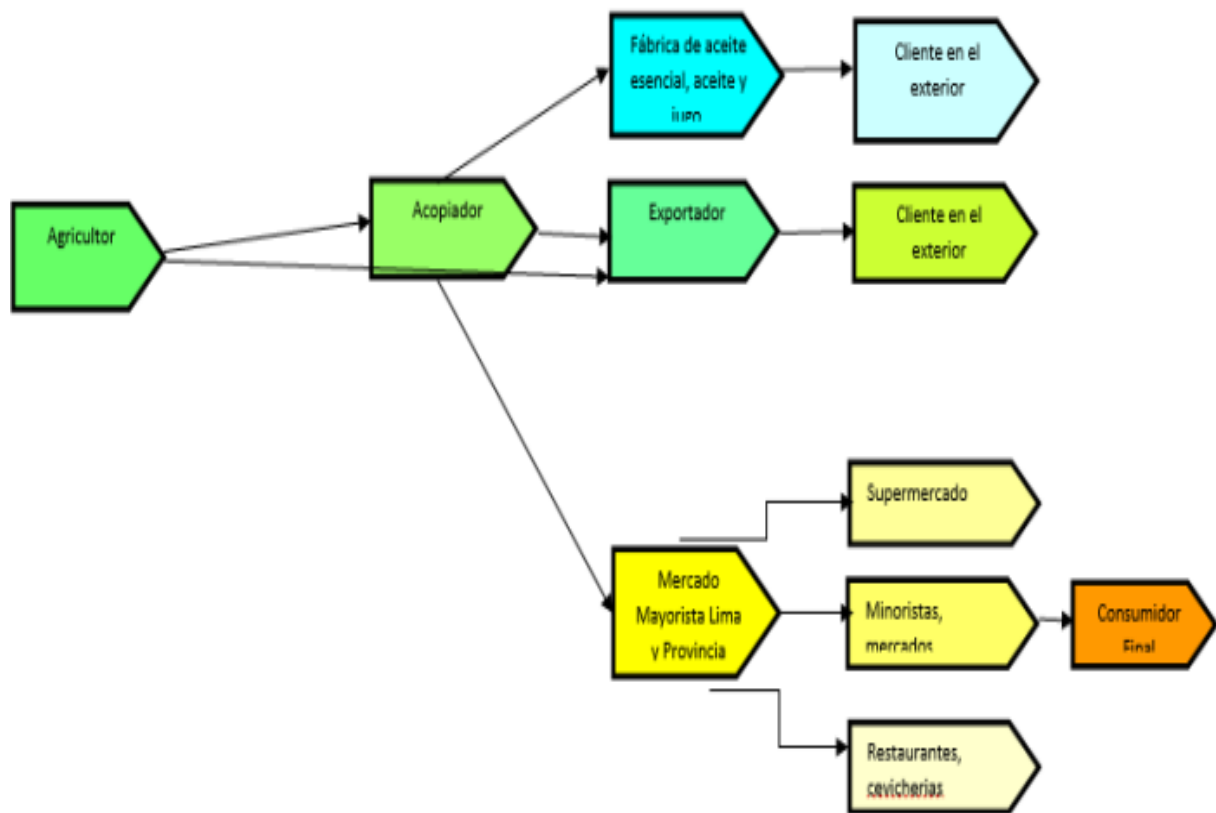 Fábrica de aceite
esencial, aceite y
jugo
Cliente en el
exterior
Agricultor
Acopiador
Exportador
Cliente en el
exterior
Supermercado
Mercado
Mayorista Lima
y Provincia
Minoristas,
mercados
Consumidor
Final
Restaurantes,
cevicherias